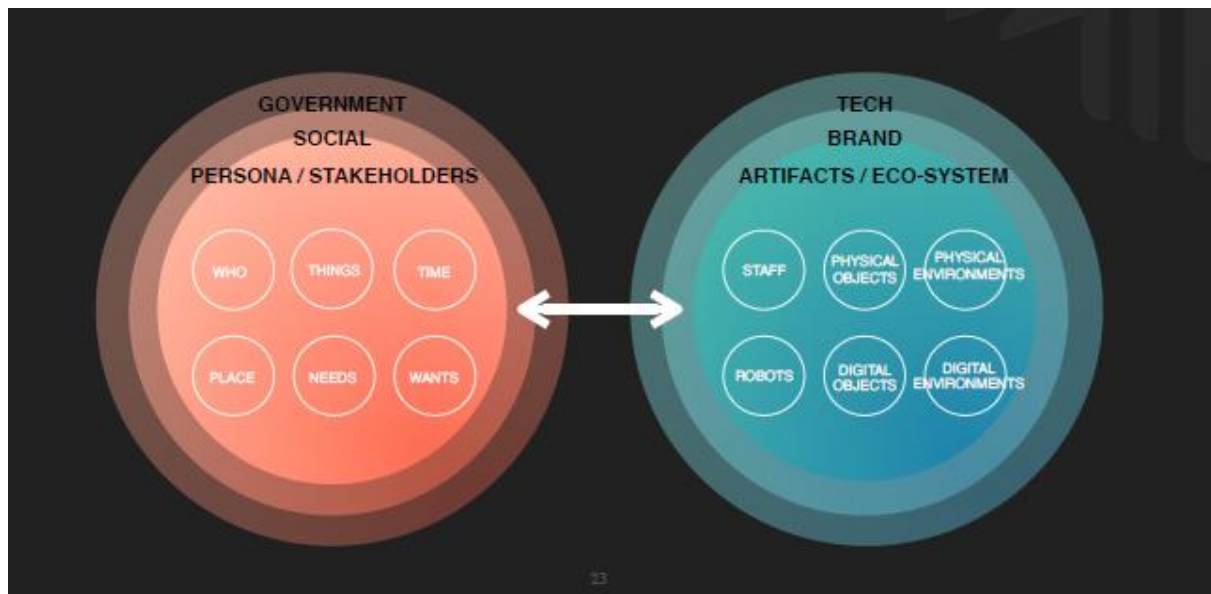 GOVERNMENT
SOCIAL
PERSONA / STAKEHOLDERS
WHO
THINGS
TIME
PLACE
NEEDS
WANTS
TECH
BRAND
ARTIFACTS / ECO-SYSTEM
STAFF
PHYSICAL
OBJECTS
PHYSICAL
ENVIRONMENTS
ROBOTS
DIGITAL
OBJECTS
DIGITAL
ENVIRONMENTS
23